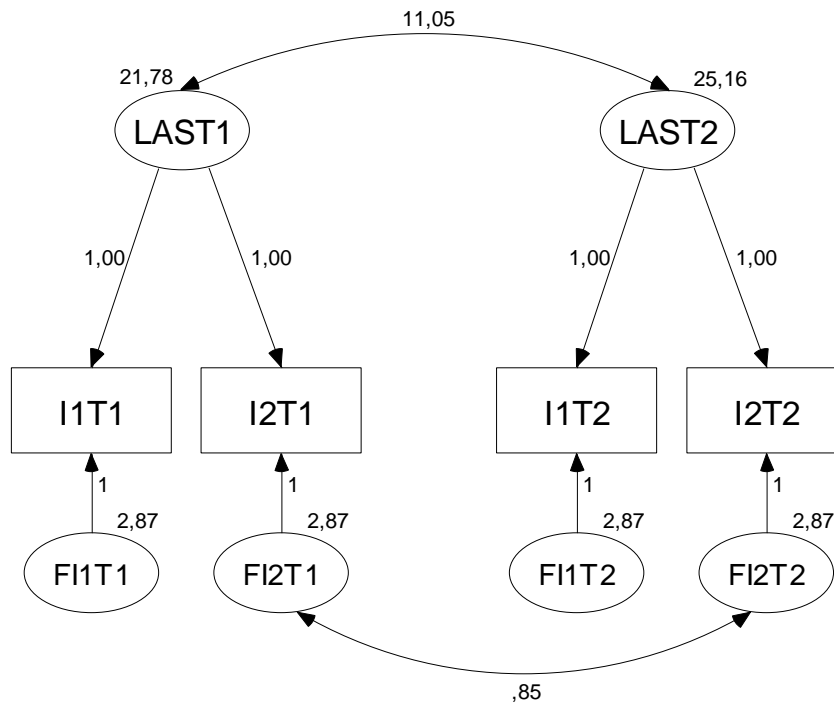 11,05
21,78
25,16
LAST1
LAST2
1,00
1,00
1,00
1,00
I1T1
I2T1
I1T2
I2T2
1
1
1
1
2,87
2,87
2,87
2,87
FI1T1
FI2T1
FI1T2
FI2T2
,85